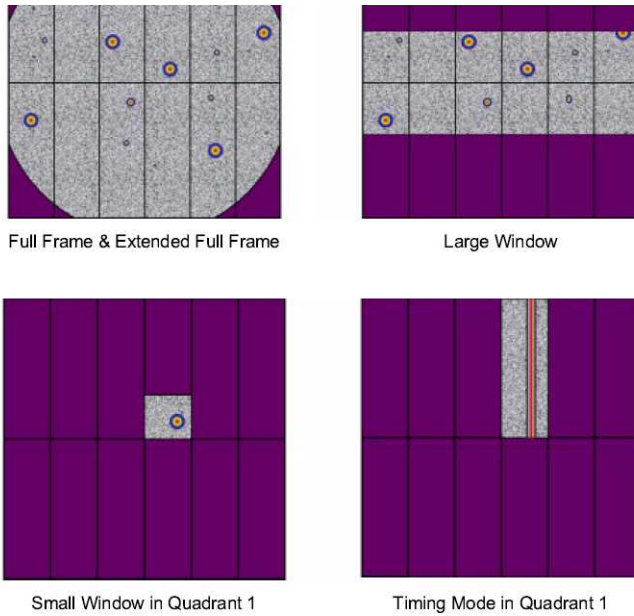 Full Frame & Extended Full Frame
Large Window
Small Window in Quadrant 1
Timing Mode in Quadrant 1